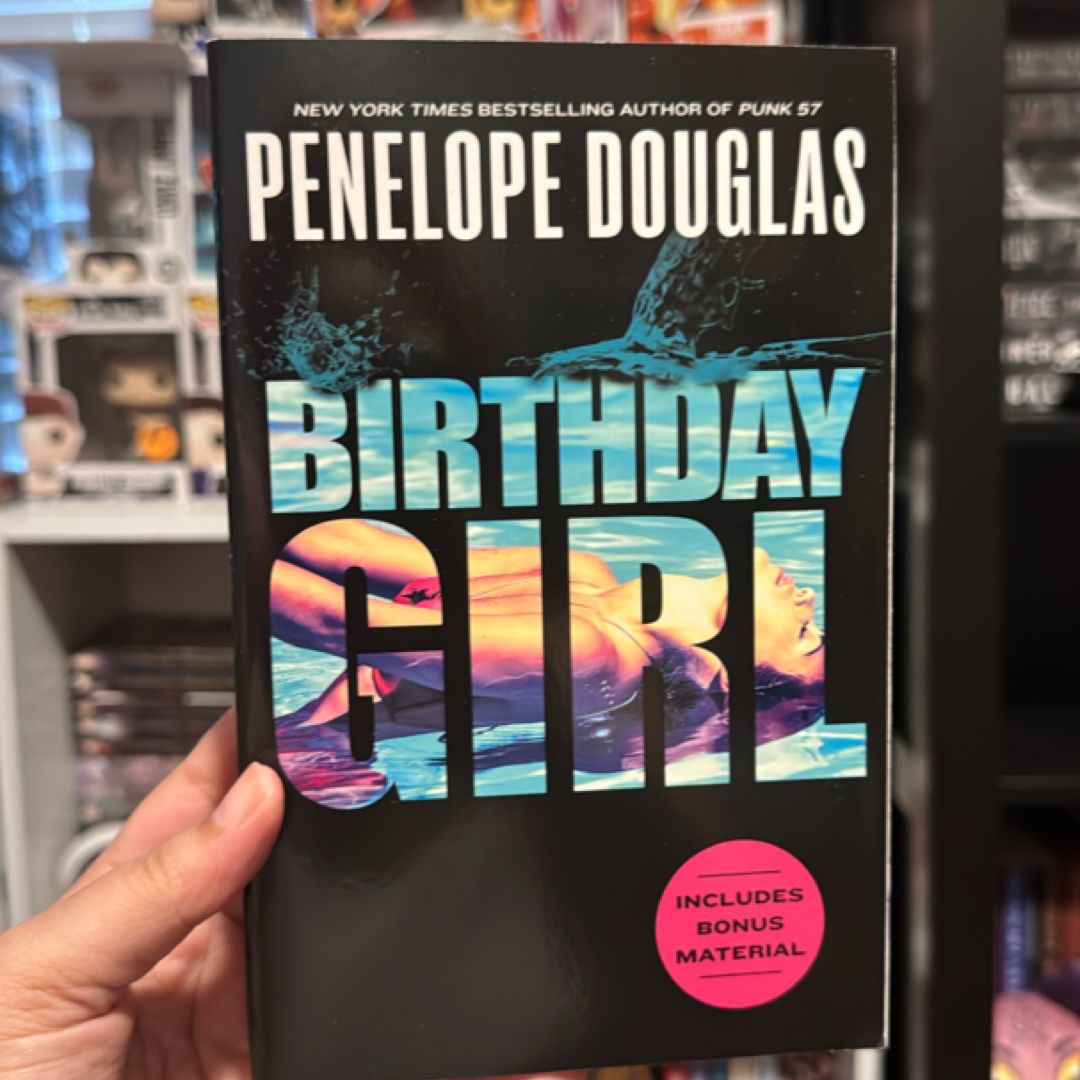 NEW YORK TIMES BESTSELLING AUTHOR OF PUNK 57
PENELOPE DOUGLAS
BIRTHDAY
GIRL
INCLUDES
BONUS
MATERIAL